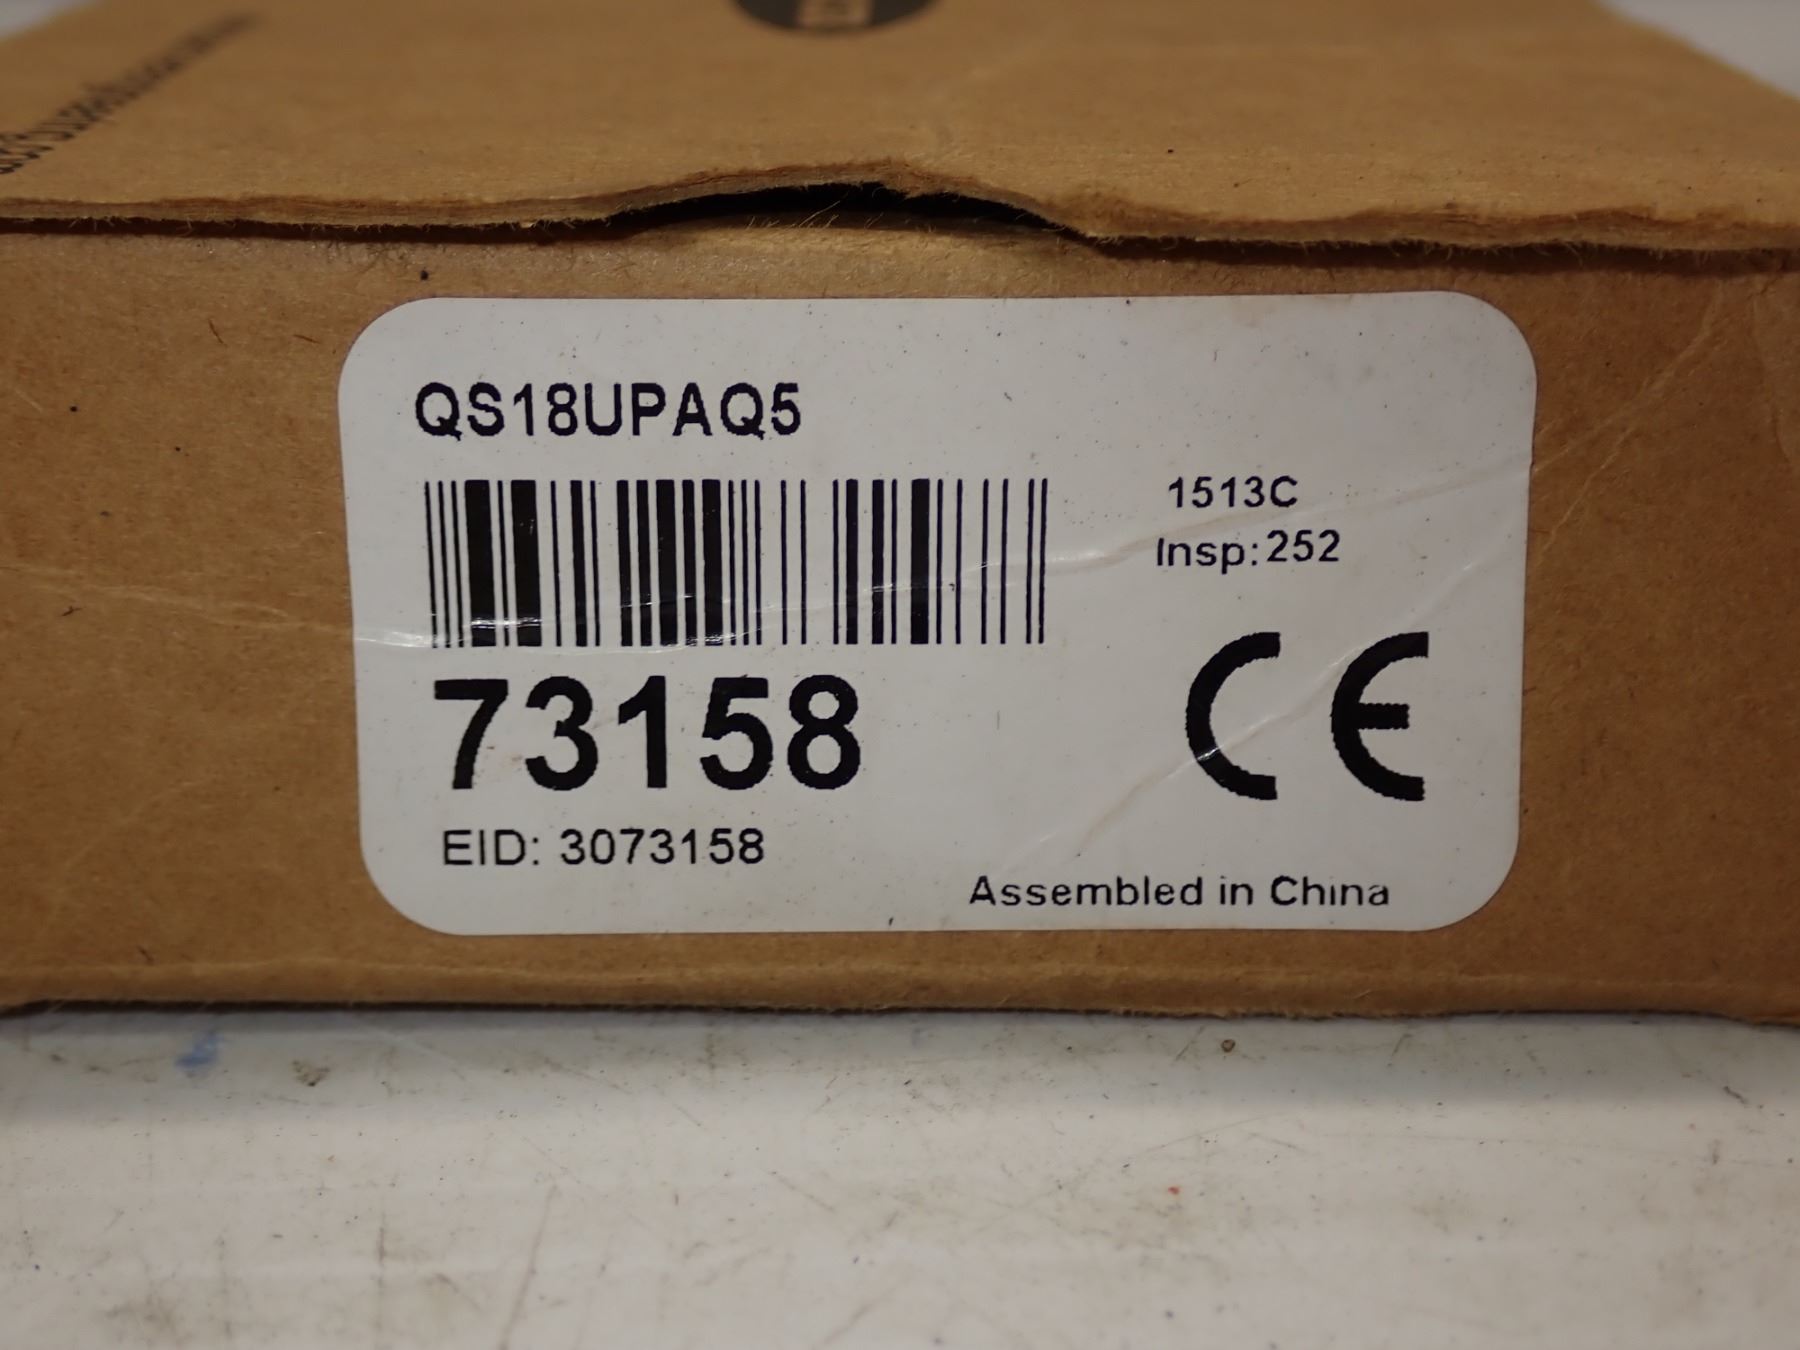 QS18UPAQ5
1513C
Insp:252
73158
CE
EID: 3073158
Assembled in China